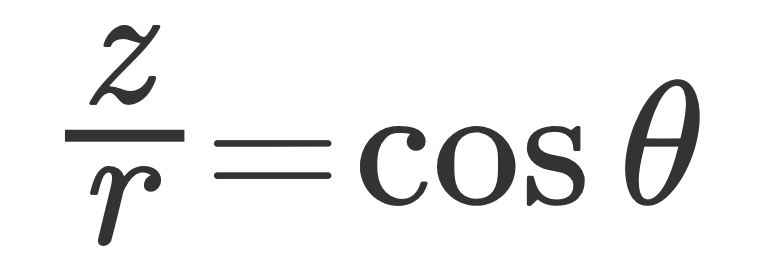 z/r = cos θ